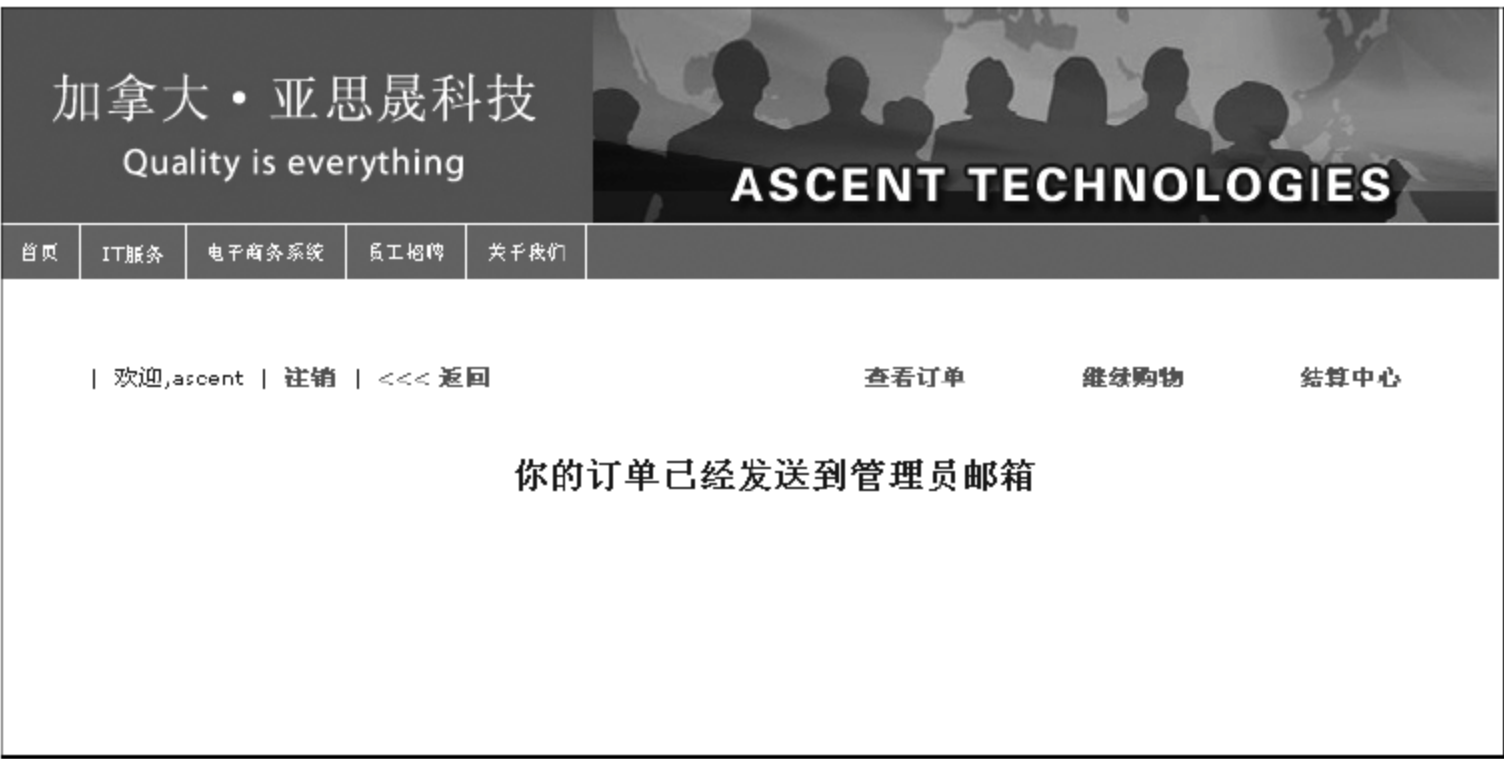 加拿大·亚思晟科技
Quality is everything
ASCENT TECHNOLOGIES
首页 IT服务 电子商务系统 员工招聘 关于我们
| 欢迎,ascent | 注销 | <<< 返回 查看订单 继续购物 结算中心
你的订单已经发送到管理员邮箱